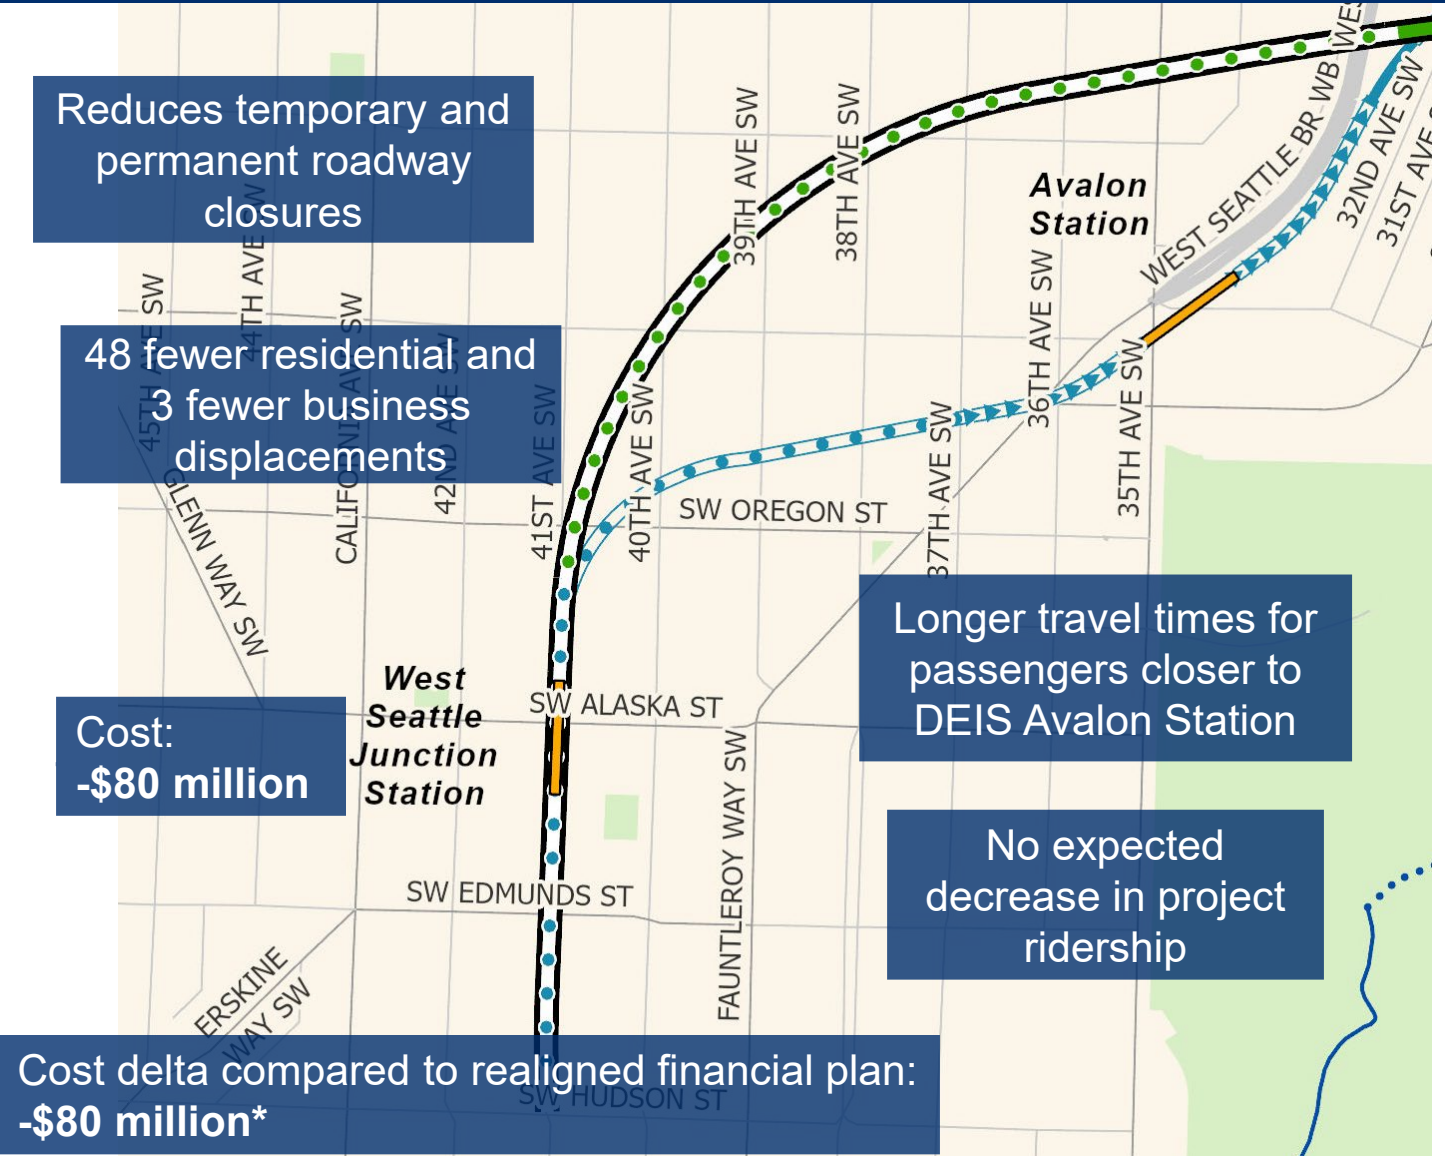 WES
Reduces temporary and
permanent roadway
closures
39TH AVE SW
38TH AVE SW
WEST SEATTLE BR WB
32ND AVE SW
31ST AVE S
Avalon
Station
44TH AVE SW
45TH AVE SW
CALIFORNIA AVE SW
42ND AVE SW
48 fewer residential and
3 fewer business
displacements
41ST AVE SW
40TH AVE SW
36TH AVE SW
37TH AVE SW
35TH AVE SW
GLENN WAY SW
SW OREGON ST
Longer travel times for
passengers closer to
DEIS Avalon Station
West
Seattle
Junction
Station
SW ALASKA ST
Cost:
-$80 million
FAUNTLEROY WAY SW
No expected
decrease in project
ridership
SW EDMUNDS ST
ERSKINE
WAY SW
Cost delta compared to realigned financial plan:
-$80 million*
SW HUDSON ST